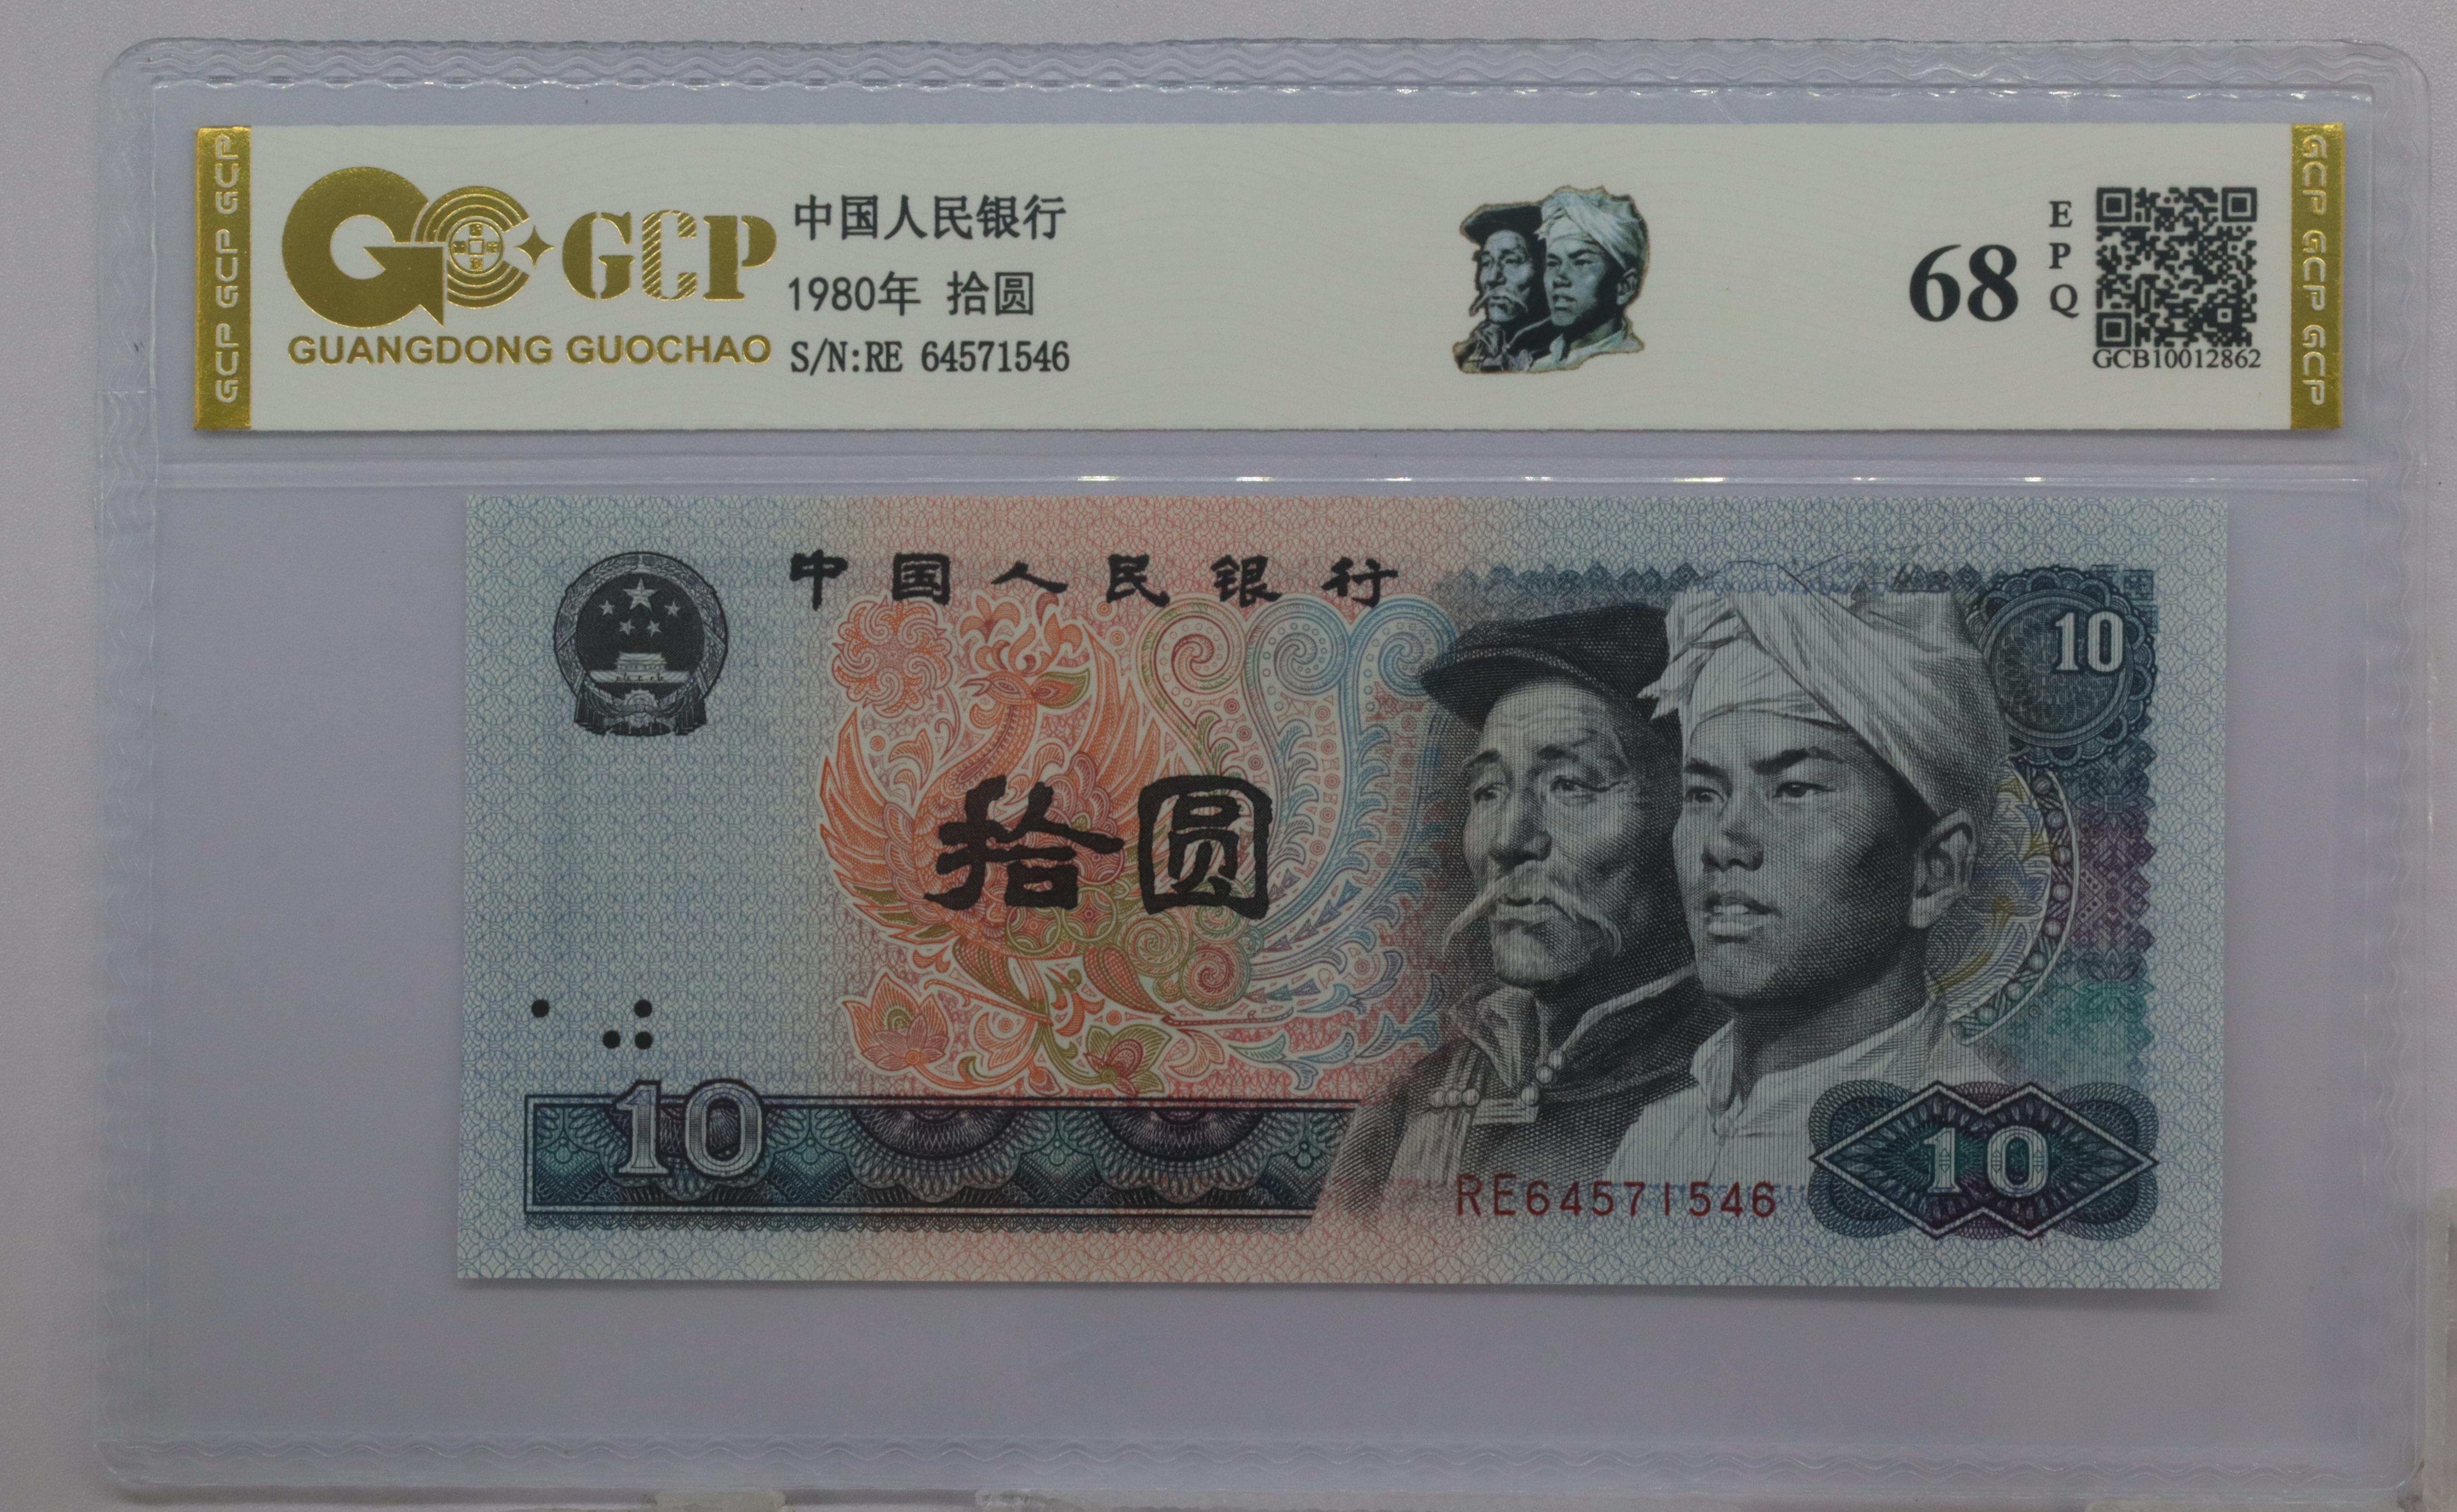 GCP GCP GCP
GCP
GUANGDONG GUOCHAO
中国人民银行
1980年 拾圆
S/N:RE 64571546
68
EPQ
GCB10012862
GCP GCP GCP
中国人民银行
10
拾圆
10
RE64571546
10